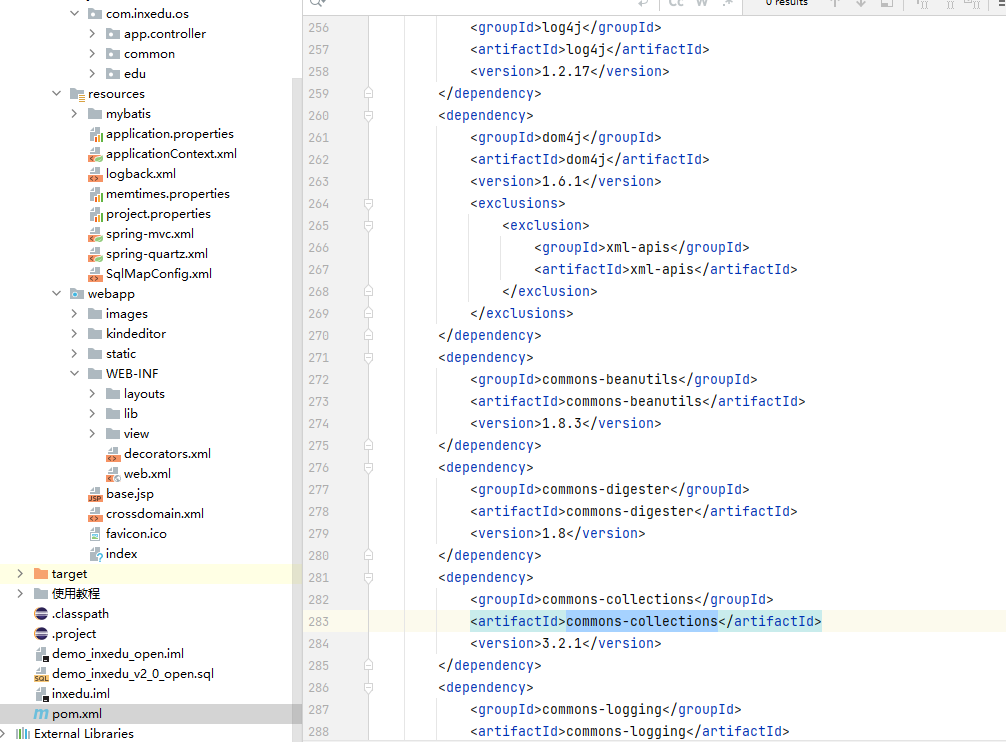 com.inxedu.os
app.controller
common
edu
resources
mybatis
application.properties
applicationContext.xml
logback.xml
memtimes.properties
project.properties
spring-mvc.xml
spring-quartz.xml
SqlMapConfig.xml
webapp
images
kindeditor
static
WEB-INF
layouts
lib
view
decorators.xml
web.xml
base.jsp
crossdomain.xml
favicon.ico
index
target
使用教程
.classpath
.project
demo_inxedu_open.iml
demo_inxedu_v2_0_open.sql
inxedu.iml
pom.xml
External Libraries
Cc W .* 0 results
256 <groupId>log4j</groupId>
257 <artifactId>log4j</artifactId>
258 <version>1.2.17</version>
259 </dependency>
260 <dependency>
261 <groupId>dom4j</groupId>
262 <artifactId>dom4j</artifactId>
263 <version>1.6.1</version>
264 <exclusions>
265 <exclusion>
266 <groupId>xml-apis</groupId>
267 <artifactId>xml-apis</artifactId>
268 </exclusion>
269 </exclusions>
270 </dependency>
271 <dependency>
272 <groupId>commons-beanutils</groupId>
273 <artifactId>commons-beanutils</artifactId>
274 <version>1.8.3</version>
275 </dependency>
276 <dependency>
277 <groupId>commons-digester</groupId>
278 <artifactId>commons-digester</artifactId>
279 <version>1.8</version>
280 </dependency>
281 <dependency>
282 <groupId>commons-collections</groupId>
283 <artifactId>commons-collections</artifactId>
284 <version>3.2.1</version>
285 </dependency>
286 <dependency>
287 <groupId>commons-logging</groupId>
288 <artifactId>commons-logging</artifactId>